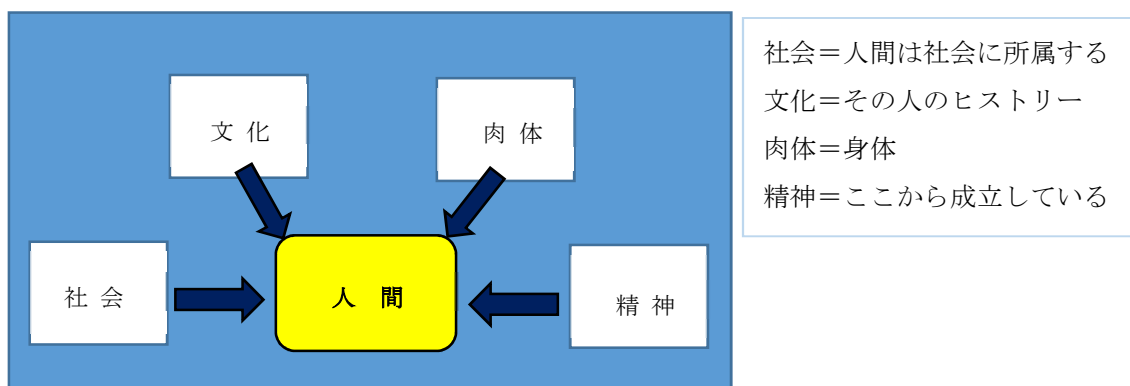 文 化
肉 体
社 会
人 間
精 神
社会＝人間は社会に所属する
文化＝その人のヒストリー
肉体＝身体
精神＝ここから成立している